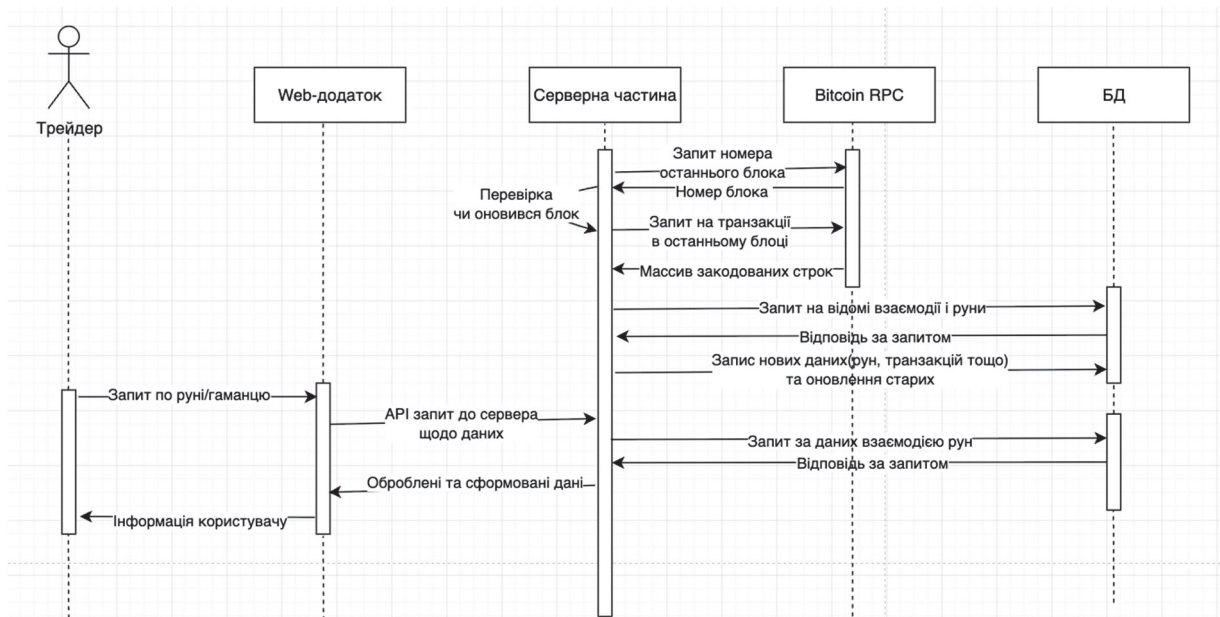 Трейдер
Web-додаток
Серверна частина
Bitcoin RPC
БД
Запит номера
останнього блока
Номер блока
Перевірка
чи оновився блок
Запит на транзакції
в останньому блоці
Массив закодованих строк
Запит на відомі взаємодії і руни
Відповідь за запитом
Запис нових даних(рун, транзакцій тощо)
та оновлення старих
Запит по руні/гаманцю
API запит до сервера
щодо даних
Запит за даних взаємодією рун
Відповідь за запитом
Оброблені та сформовані дані
Інформація користувачу